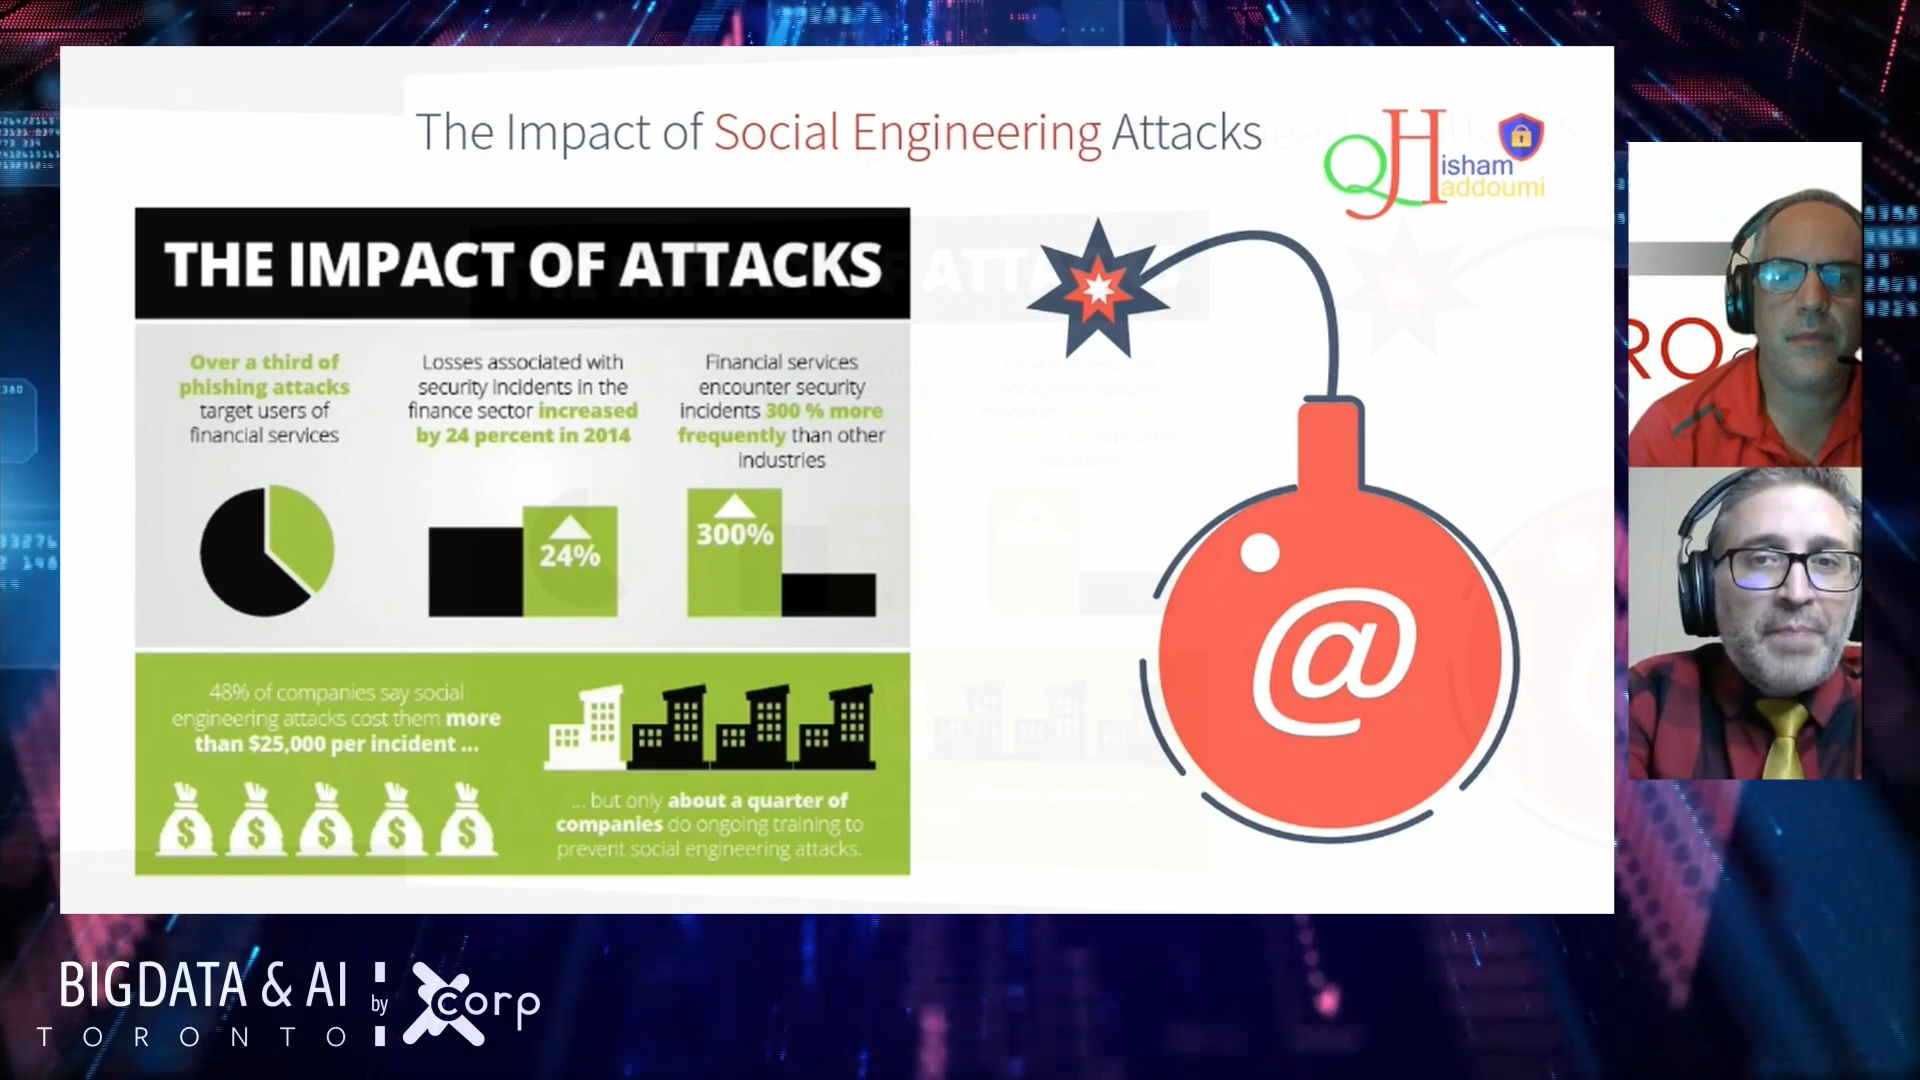 The Impact of Social Engineering Attacks
QH
isham
addoumi
THE IMPACT OF ATTACKS
Over a third of
phishing attacks
target users of
financial services
Losses associated with
security incidents in the
finance sector increased
by 24 percent in 2014
Financial services
encounter security
incidents 300 % more
frequently than other
industries
24%
300%
48% of companies say social
engineering attacks cost them more
than $25,000 per incident ...
$ $ $ $ $
... but only about a quarter of
companies do ongoing training to
prevent social engineering attacks.
@
RO
BIGDATA & AI
TORONTO
by
corp